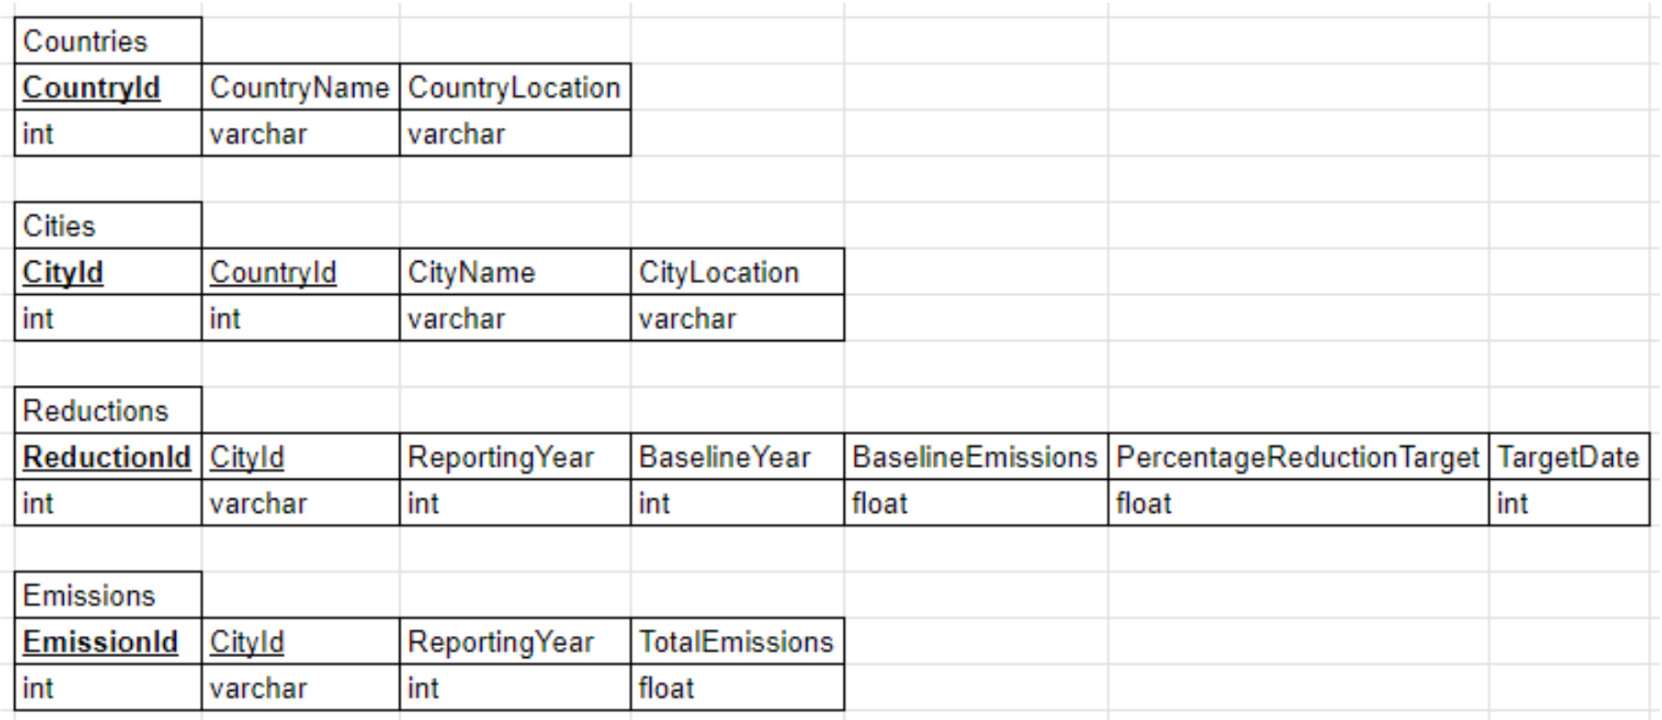 Countries
CountryId CountryName CountryLocation
int varchar varchar
Cities
CityId CountryId CityName CityLocation
int int varchar varchar
Reductions
ReductionId CityId ReportingYear BaselineYear BaselineEmissions PercentageReductionTarget TargetDate
int varchar int int float float int
Emissions
EmissionId CityId ReportingYear TotalEmissions
int varchar int float